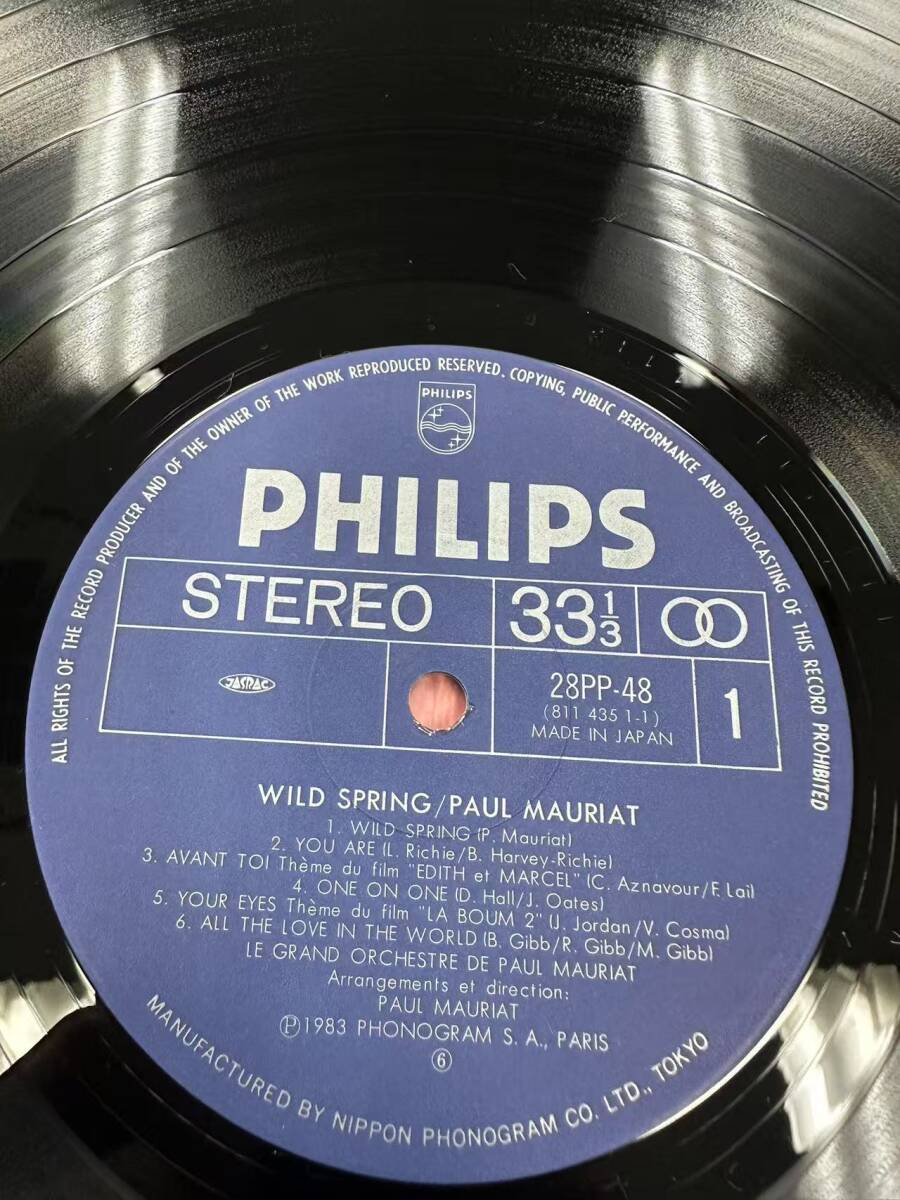 ALL RIGHTS OF THE RECORD PRODUCER AND OF THE OWNER OF THE WORK REPRODUCED RESERVED. COPYING, PUBLIC PERFORMANCE AND BROADCASTING OF THIS RECORD PROHIBITED
PHILIPS
PHILIPS
STEREO
33 1/3
JASRAC
28PP-48
(811 435 1-1)
MADE IN JAPAN
1
WILD SPRING/PAUL MAURIAT
1. WILD SPRING (P. Mauriat)
2. YOU ARE (L. Richie/B. Harvey-Richie)
3. AVANT TOI Thème du film "EDITH et MARCEL" (C. Aznavour/F. Lai)
4. ONE ON ONE (D. Hall/J. Oates)
5. YOUR EYES Thème du film "LA BOUM 2" (J. Jordan/V. Cosma)
6. ALL THE LOVE IN THE WORLD (B. Gibb/R. Gibb/M. Gibb)
LE GRAND ORCHESTRE DE PAUL MAURIAT
Arrangements et direction:
PAUL MAURIAT
Ⓟ1983 PHONOGRAM S. A., PARIS
⑥
MANUFACTURED BY NIPPON PHONOGRAM CO. LTD., TOKYO